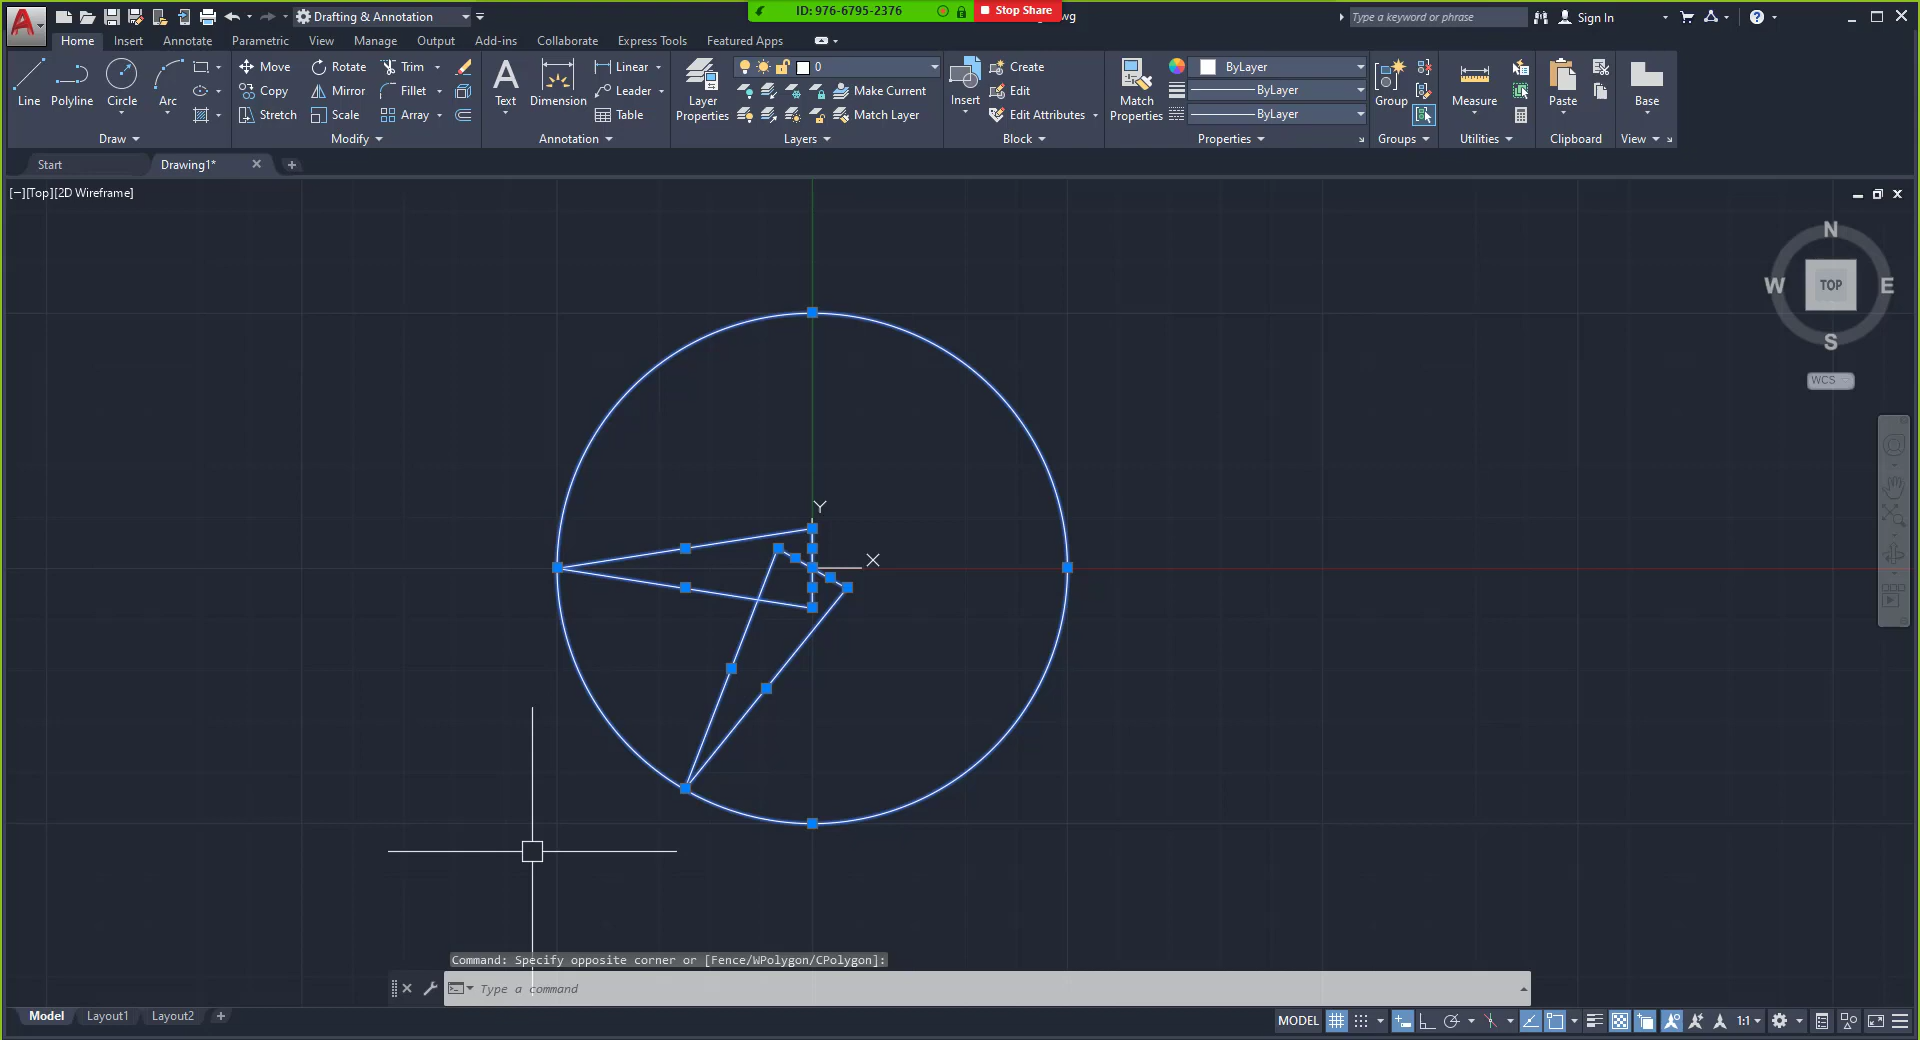 Drafting & Annotation
ID: 976-6795-2376
Stop Share
wg
Type a keyword or phrase
Sign In
Home Insert Annotate Parametric View Manage Output Add-ins Collaborate Express Tools Featured Apps
Line Polyline Circle Arc
Move Rotate Trim
Copy Mirror Fillet
Stretch Scale Array
Text Dimension
Linear
Leader
Table
Layer Properties
0
Make Current
Match Layer
Insert
Create
Edit
Edit Attributes
Match Properties
ByLayer
ByLayer
ByLayer
Group
Measure
Paste
Base
Draw Modify Annotation Layers Block Properties Groups Utilities Clipboard View
Start Drawing1*
[−][Top][2D Wireframe]
N
W TOP E
S
WCS
Y
X
Command: Specify opposite corner or [Fence/WPolygon/CPolygon]:
Type a command
Model Layout1 Layout2
MODEL
1:1